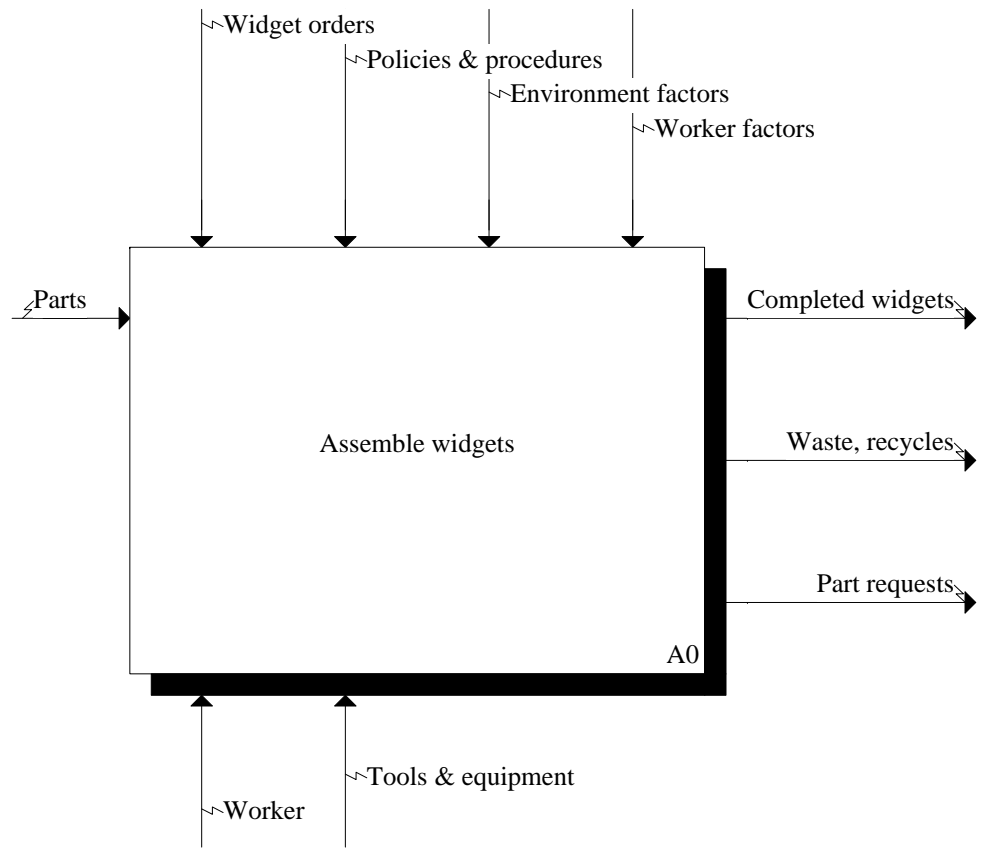 Widget orders
Policies & procedures
Environment factors
Worker factors
Parts
Completed widgets
Assemble widgets
Waste, recycles
Part requests
A0
Tools & equipment
Worker